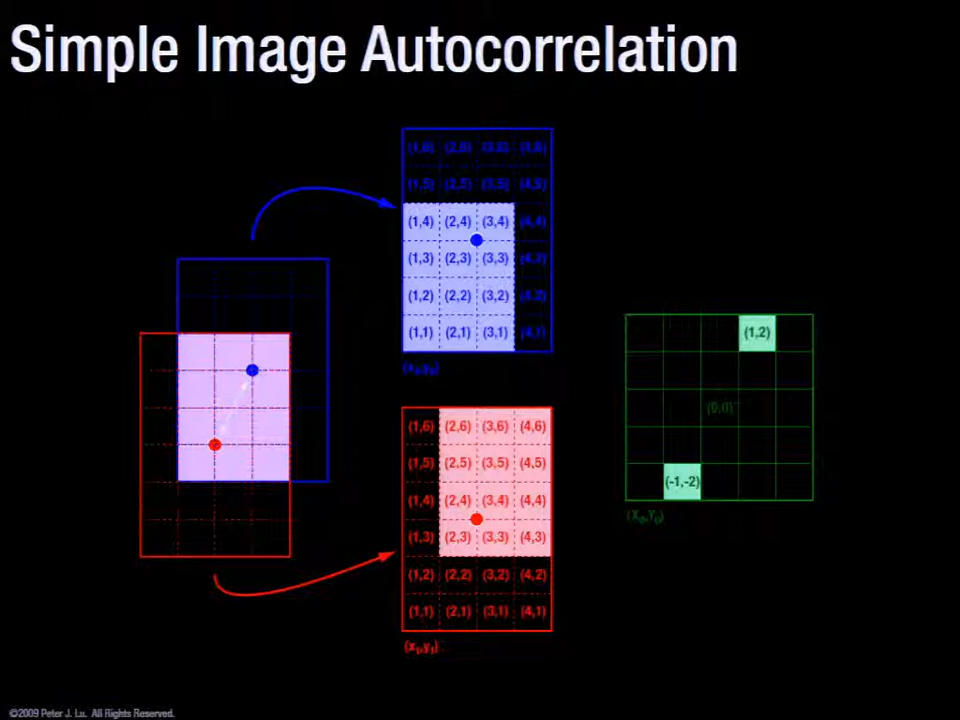 Simple Image Autocorrelation
(1,6) (2,6) (3,6) (4,6)
(1,5) (2,5) (3,5) (4,5)
(1,4) (2,4) (3,4) (4,4)
(1,3) (2,3) (3,3) (4,3)
(1,2) (2,2) (3,2) (4,2)
(1,1) (2,1) (3,1) (4,1)
(1,2)
(0,0)
(-1,-2)
(X₀,Y₀)
(1,6) (2,6) (3,6) (4,6)
(1,5) (2,5) (3,5) (4,5)
(1,4) (2,4) (3,4) (4,4)
(1,3) (2,3) (3,3) (4,3)
(1,2) (2,2) (3,2) (4,2)
(1,1) (2,1) (3,1) (4,1)
(x₁,y₁)
©2009 Peter J. Lu. All Rights Reserved.